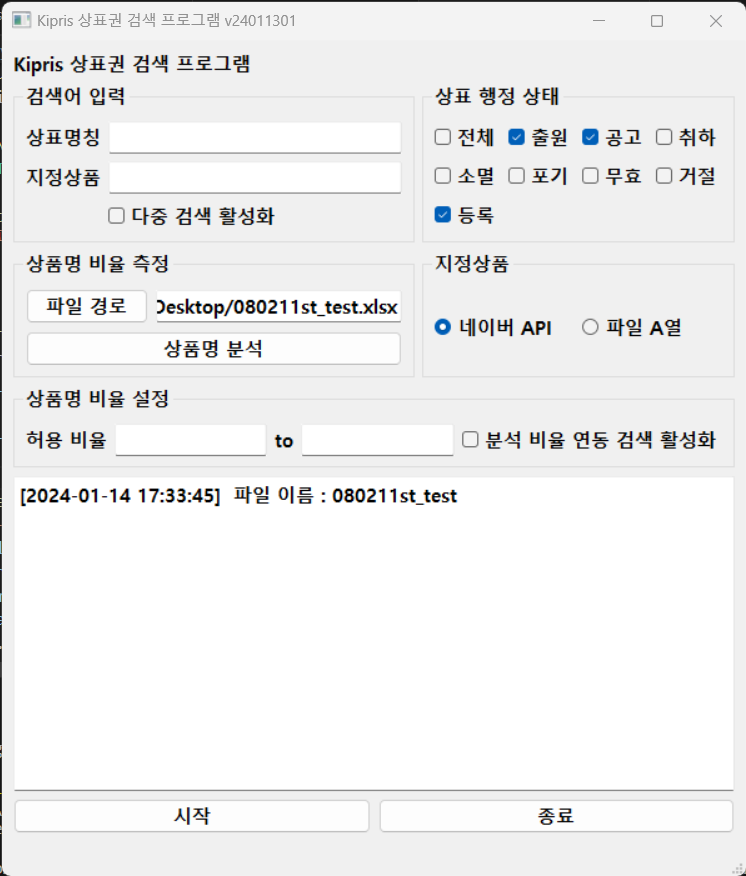 Kipris 상표권 검색 프로그램 v24011301
Kipris 상표권 검색 프로그램
검색어 입력
상표명칭
지정상품
다중 검색 활성화
상표 행정 상태
전체 출원 공고 취하
소멸 포기 무효 거절
등록
상품명 비율 측정
파일 경로 Desktop/080211st_test.xlsx
상품명 분석
지정상품
네이버 API 파일 A열
상품명 비율 설정
허용 비율 to 분석 비율 연동 검색 활성화
[2024-01-14 17:33:45] 파일 이름 : 080211st_test
시작 종료